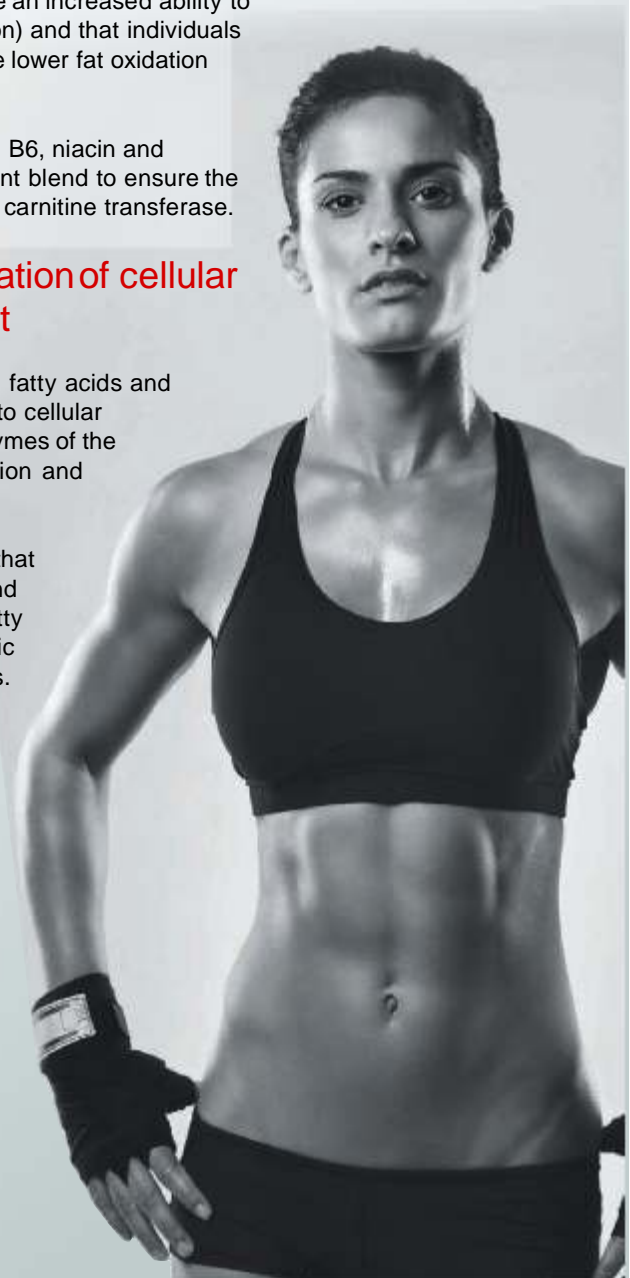 e an increased ability to
on) and that individuals
e lower fat oxidation
B6, niacin and
nt blend to ensure the
carnitine transferase.
ation of cellular
t
fatty acids and
to cellular
ymes of the
ion and
that
nd
tty
ic
s.